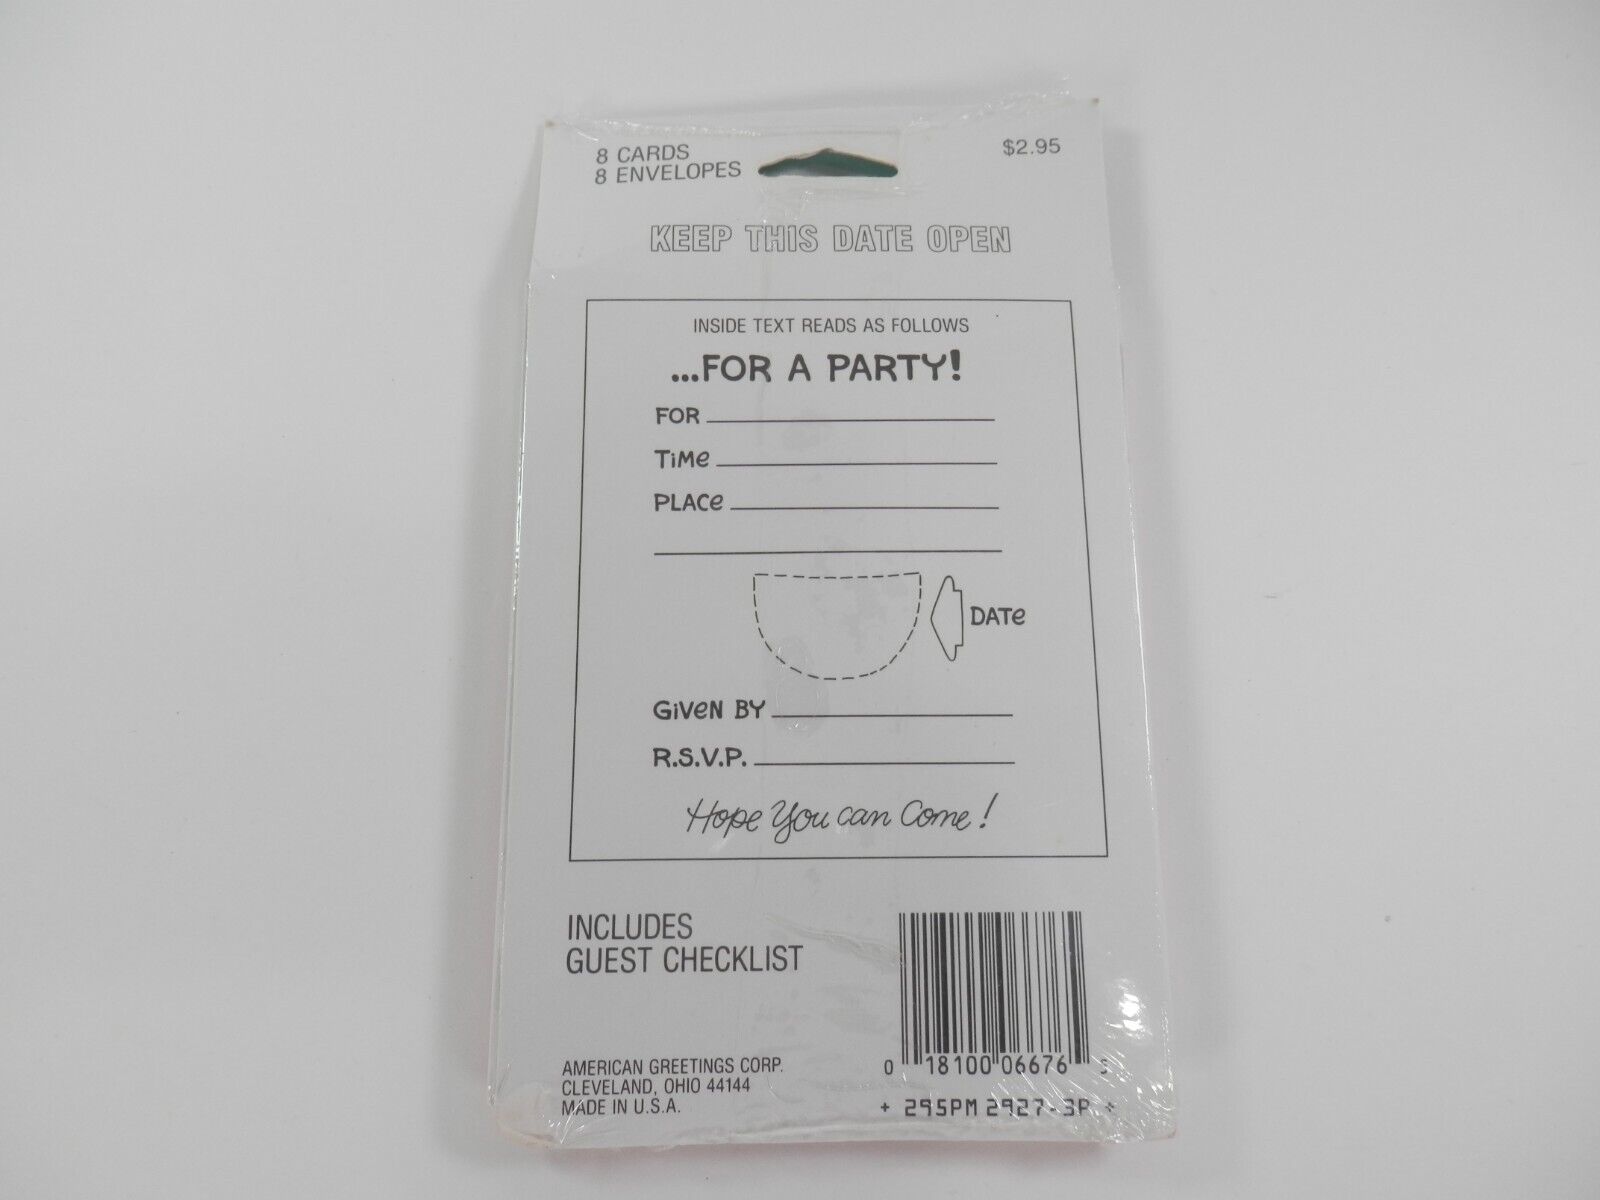 8 CARDS
8 ENVELOPES
$2.95
KEEP THIS DATE OPEN
INSIDE TEXT READS AS FOLLOWS
...FOR A PARTY!
FOR
TiMe
PLACe
DATe
GiVeN BY
R.S.V.P.
Hope You can Come!
INCLUDES
GUEST CHECKLIST
AMERICAN GREETINGS CORP.
CLEVELAND, OHIO 44144
MADE IN U.S.A.
0 18100 06676
+ 295PM 2927-3P +